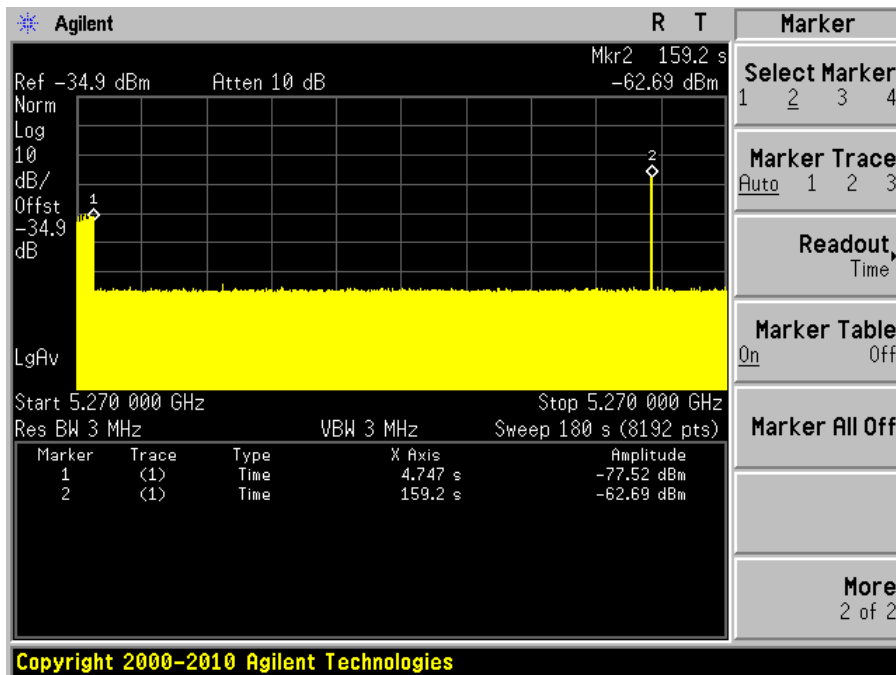 Agilent R T
Mkr2 159.2 s
Ref -34.9 dBm Atten 10 dB -62.69 dBm
Norm
Log
10
dB/
Offst
-34.9
dB
1
2
LgAv
Start 5.270 000 GHz Stop 5.270 000 GHz
Res BW 3 MHz VBW 3 MHz Sweep 180 s (8192 pts)
Marker Trace Type X Axis Amplitude
1 (1) Time 4.747 s -77.52 dBm
2 (1) Time 159.2 s -62.69 dBm
Marker
Select Marker
1 2 3 4
Marker Trace
Auto 1 2 3
Readout
Time
Marker Table
On Off
Marker All Off
More
2 of 2
Copyright 2000-2010 Agilent Technologies